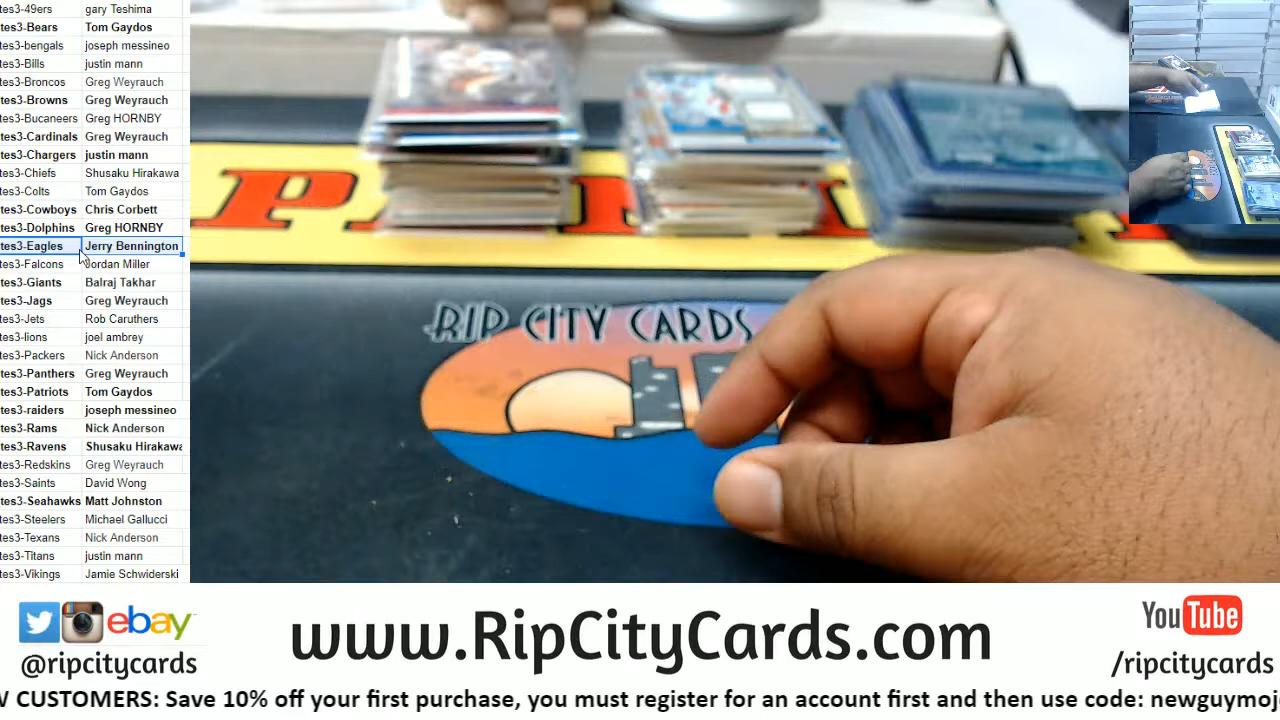 tes3-49ers gary Teshima
tes3-Bears Tom Gaydos
tes3-bengals joseph messineo
tes3-Bills justin mann
tes3-Broncos Greg Weyrauch
tes3-Browns Greg Weyrauch
tes3-Bucaneers Greg HORNBY
tes3-Cardinals Greg Weyrauch
tes3-Chargers justin mann
tes3-Chiefs Shusaku Hirakawa
tes3-Colts Tom Gaydos
tes3-Cowboys Chris Corbett
tes3-Dolphins Greg HORNBY
tes3-Eagles Jerry Bennington
tes3-Falcons Jordan Miller
tes3-Giants Balraj Takhar
tes3-Jags Greg Weyrauch
tes3-Jets Rob Caruthers
tes3-lions joel ambrey
tes3-Packers Nick Anderson
tes3-Panthers Greg Weyrauch
tes3-Patriots Tom Gaydos
tes3-raiders joseph messineo
tes3-Rams Nick Anderson
tes3-Ravens Shusaku Hirakawa
tes3-Redskins Greg Weyrauch
tes3-Saints David Wong
tes3-Seahawks Matt Johnston
tes3-Steelers Michael Gallucci
tes3-Texans Nick Anderson
tes3-Titans justin mann
tes3-Vikings Jamie Schwiderski
RIP CITY CARDS
ebay
@ripcitycards
www.RipCityCards.com
YouTube
/ripcitycards
W CUSTOMERS: Save 10% off your first purchase, you must register for an account first and then use code: newguymoj